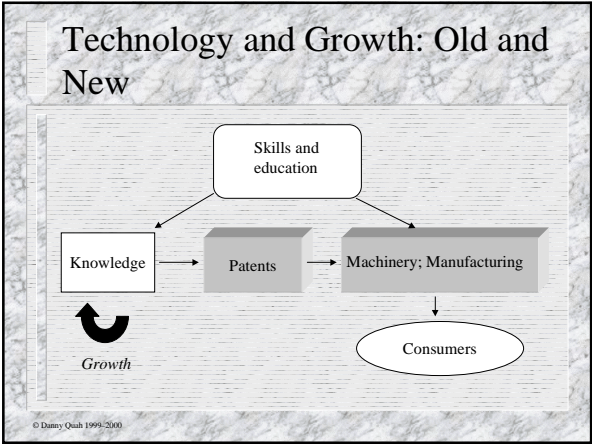 Technology and Growth: Old and
New
Skills and
education
Knowledge
Patents
Machinery; Manufacturing
Growth
Consumers
© Danny Quah 1999–2000